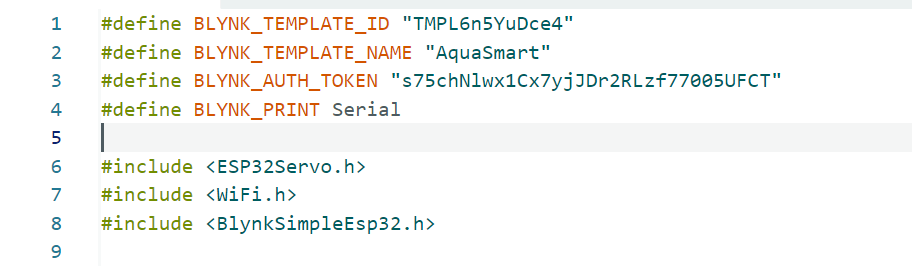 1 #define BLYNK_TEMPLATE_ID "TMPL6n5YuDce4"
2 #define BLYNK_TEMPLATE_NAME "AquaSmart"
3 #define BLYNK_AUTH_TOKEN "s75chNlwx1Cx7yjJDr2RLzf77005UFCT"
4 #define BLYNK_PRINT Serial
5
6 #include <ESP32Servo.h>
7 #include <WiFi.h>
8 #include <BlynkSimpleEsp32.h>
9